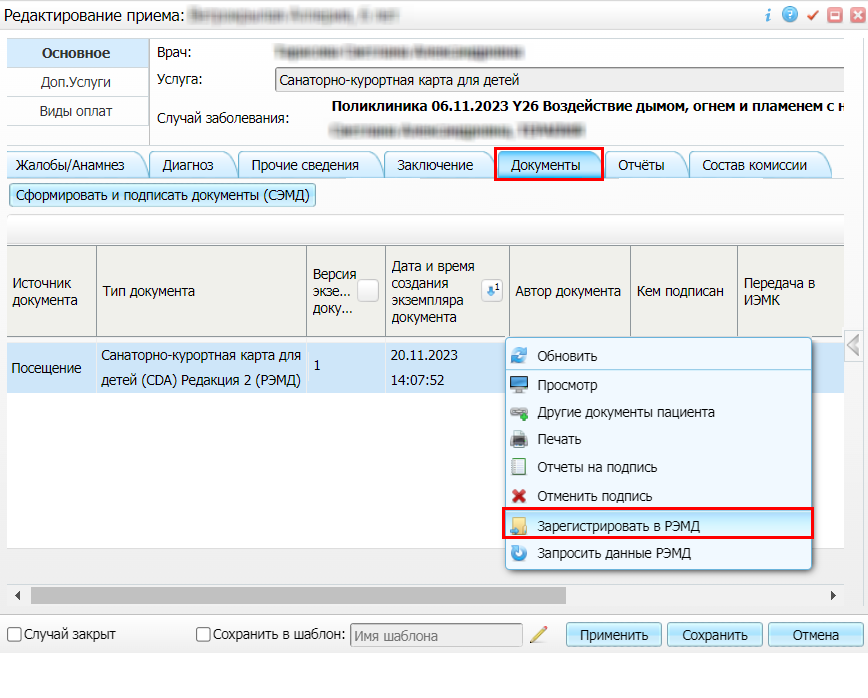 Редактирование приема:
Основное
Доп.Услуги
Виды оплат
Врач:
Услуга:
Санаторно-курортная карта для детей
Случай заболевания:
Поликлиника 06.11.2023 Y26 Воздействие дымом, огнем и пламенем с н
Жалобы/Анамнез
Диагноз
Прочие сведения
Заключение
Документы
Отчёты
Состав комиссии
Сформировать и подписать документы (СЭМД)
Источник
документа
Тип документа
Версия
экзе...
доку...
Дата и время
создания
экземпляра
документа
1
Автор документа
Кем подписан
Передача в
ИЭМК
Посещение
Санаторно-курортная карта для
детей (CDA) Редакция 2 (РЭМД)
1
20.11.2023
14:07:52
Обновить
Просмотр
Другие документы пациента
Печать
Отчеты на подпись
Отменить подпись
Зарегистрировать в РЭМД
Запросить данные РЭМД
Случай закрыт
Сохранить в шаблон:
Имя шаблона
Применить
Сохранить
Отмена